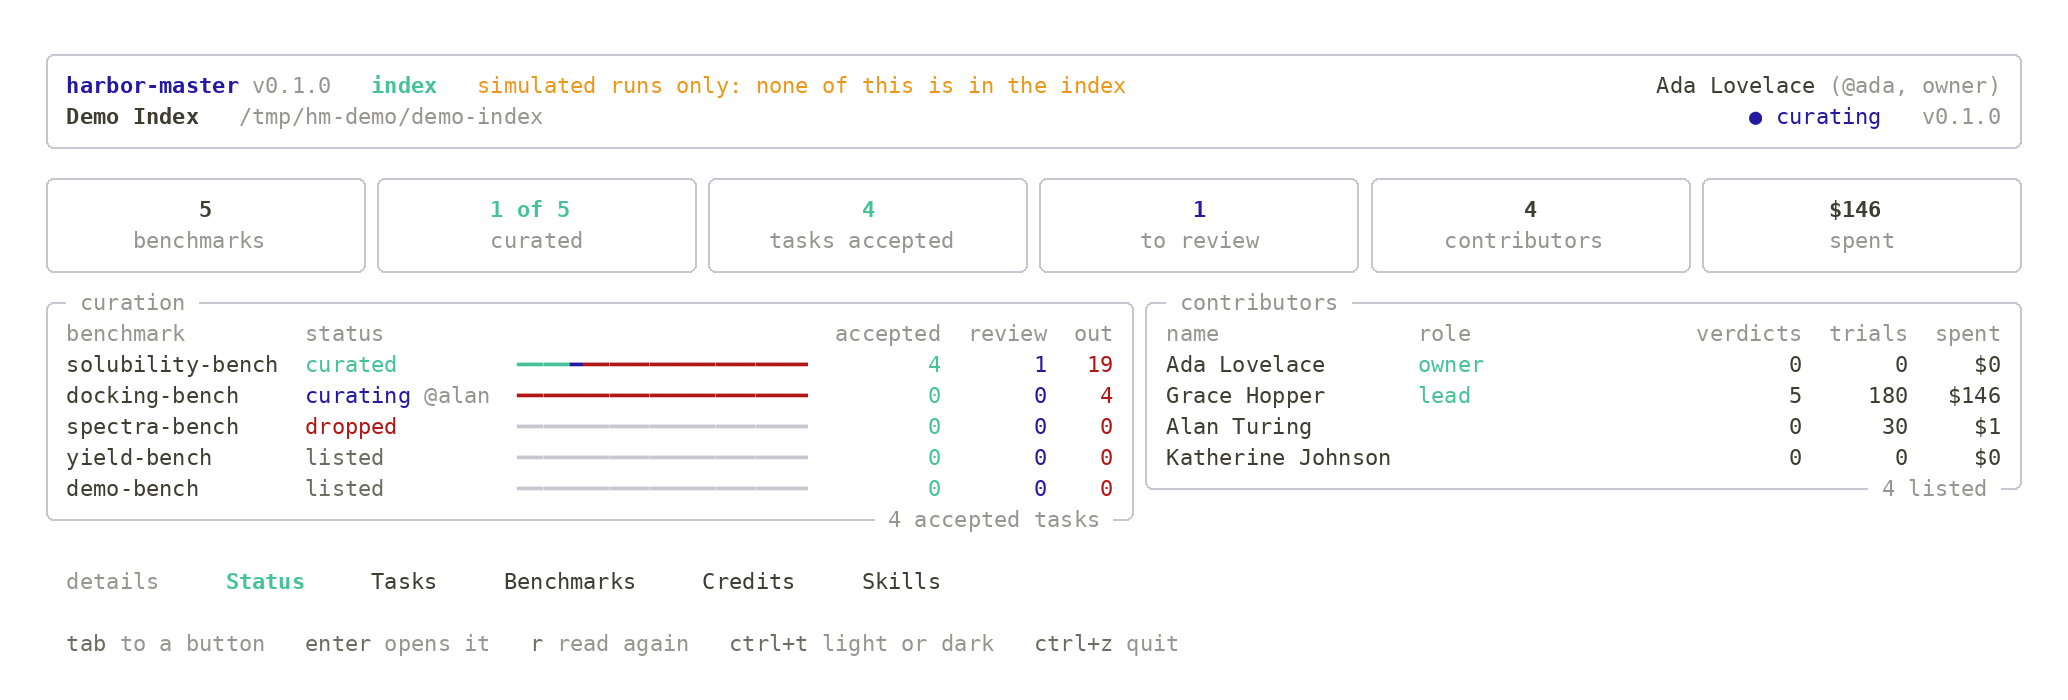 harbor-master v0.1.0 index simulated runs only: none of this is in the index Ada Lovelace (@ada, owner)
Demo Index /tmp/hm-demo/demo-index ● curating v0.1.0
5 1 of 5 4 1 4 $146
benchmarks curated tasks accepted to review contributors spent
curation
benchmark status accepted review out
solubility-bench curated 4 1 19
docking-bench curating @alan 0 0 4
spectra-bench dropped 0 0 0
yield-bench listed 0 0 0
demo-bench listed 0 0 0
4 accepted tasks
contributors
name role verdicts trials spent
Ada Lovelace owner 0 0 $0
Grace Hopper lead 5 180 $146
Alan Turing 0 30 $1
Katherine Johnson 0 0 $0
4 listed
details Status Tasks Benchmarks Credits Skills
tab to a button enter opens it r read again ctrl+t light or dark ctrl+z quit